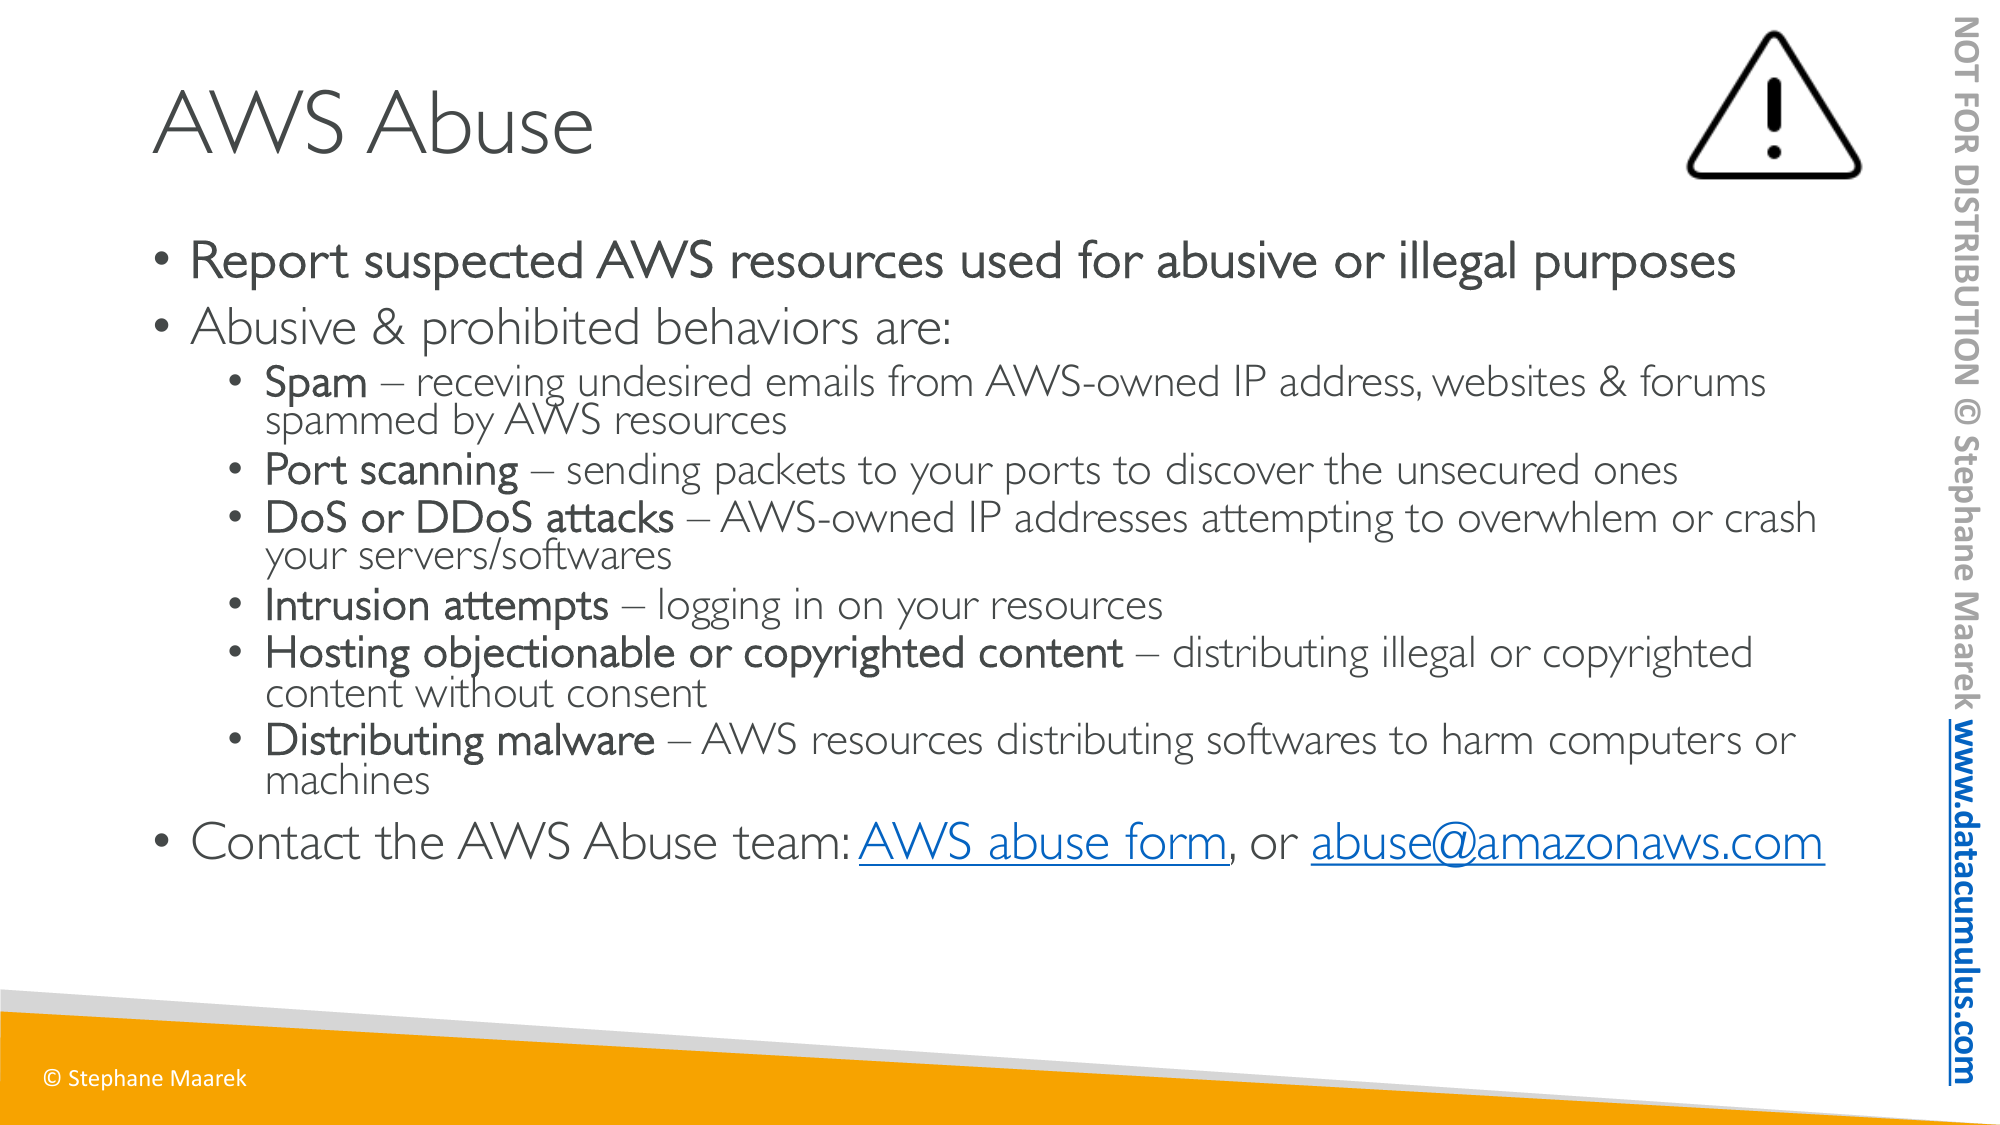 AWS Abuse
• Report suspected AWS resources used for abusive or illegal purposes
• Abusive & prohibited behaviors are:
• Spam – receving undesired emails from AWS-owned IP address, websites & forums
spammed by AWS resources
• Port scanning – sending packets to your ports to discover the unsecured ones
• DoS or DDoS attacks – AWS-owned IP addresses attempting to overwhlem or crash
your servers/softwares
• Intrusion attempts – logging in on your resources
• Hosting objectionable or copyrighted content – distributing illegal or copyrighted
content without consent
• Distributing malware – AWS resources distributing softwares to harm computers or
machines
• Contact the AWS Abuse team: AWS abuse form, or abuse@amazonaws.com
© Stephane Maarek
NOT FOR DISTRIBUTION © Stephane Maarek www.datacumulus.com